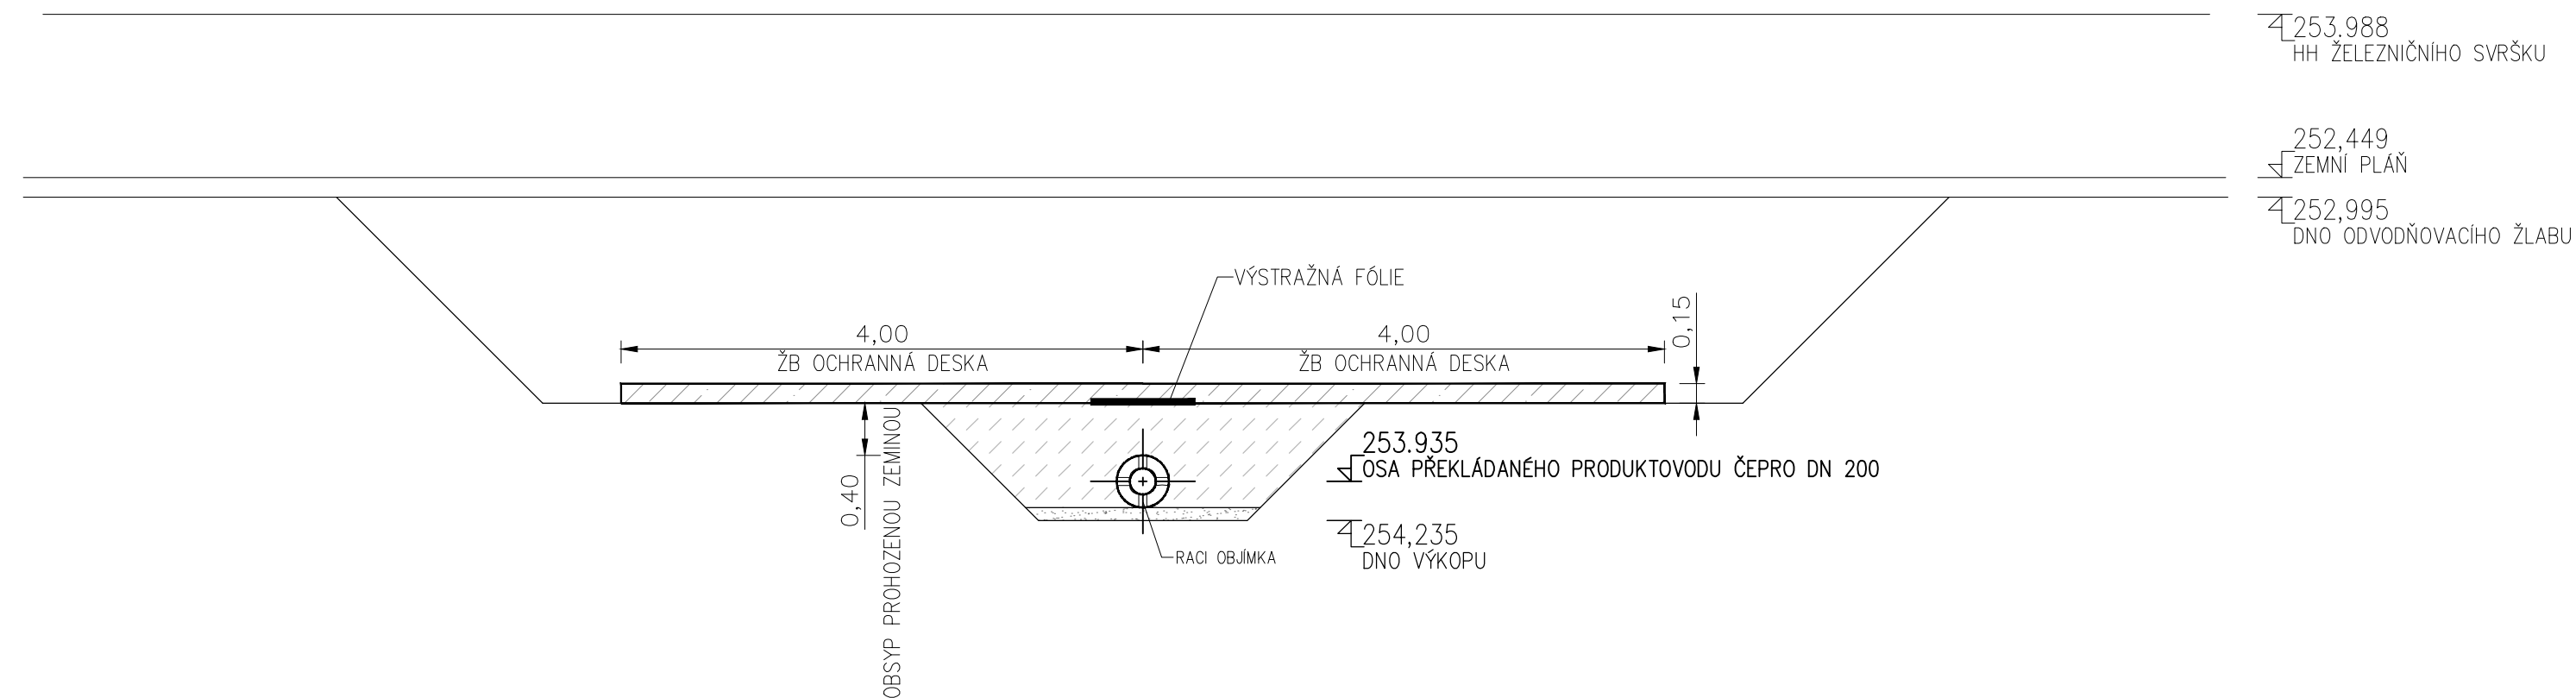 253.988
HH ŽELEZNIČNÍHO SVRŠKU
252,449
ZEMNÍ PLÁŇ
252,995
DNO ODVODŇOVACÍHO ŽLABU
VÝSTRAŽNÁ FÓLIE
4,00
ŽB OCHRANNÁ DESKA
4,00
ŽB OCHRANNÁ DESKA
0,15
0,40
OBSYP PROHOZENOU ZEMINOU
253.935
OSA PŘEKLÁDANÉHO PRODUKTOVODU ČEPRO DN 200
254,235
DNO VÝKOPU
RACI OBJÍMKA